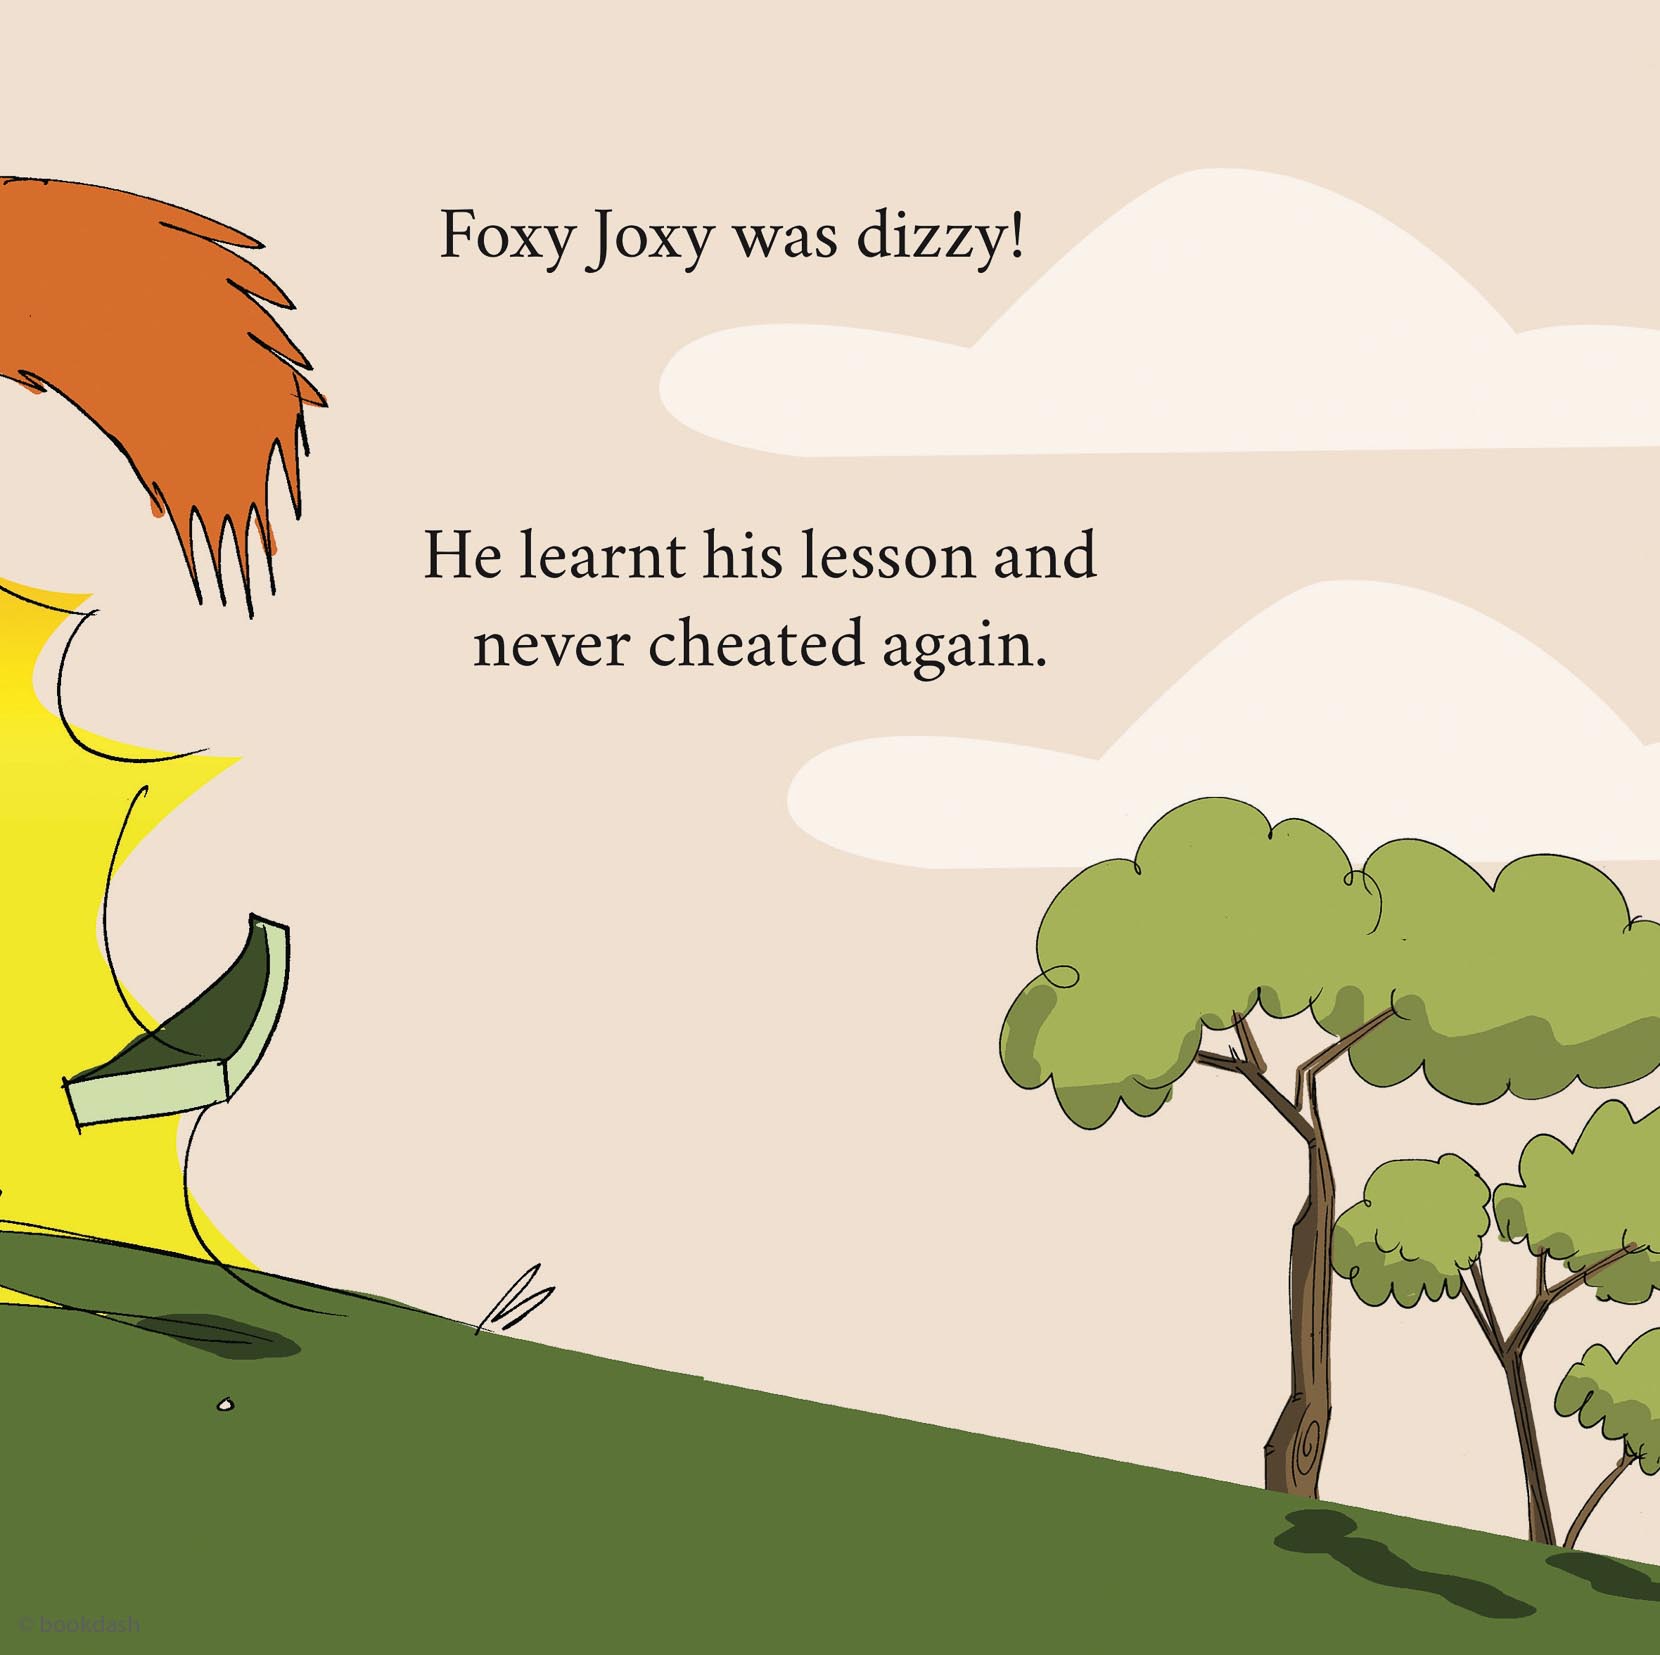 Foxy Joxy was dizzy!
He learnt his lesson and
never cheated again.
© bookdash